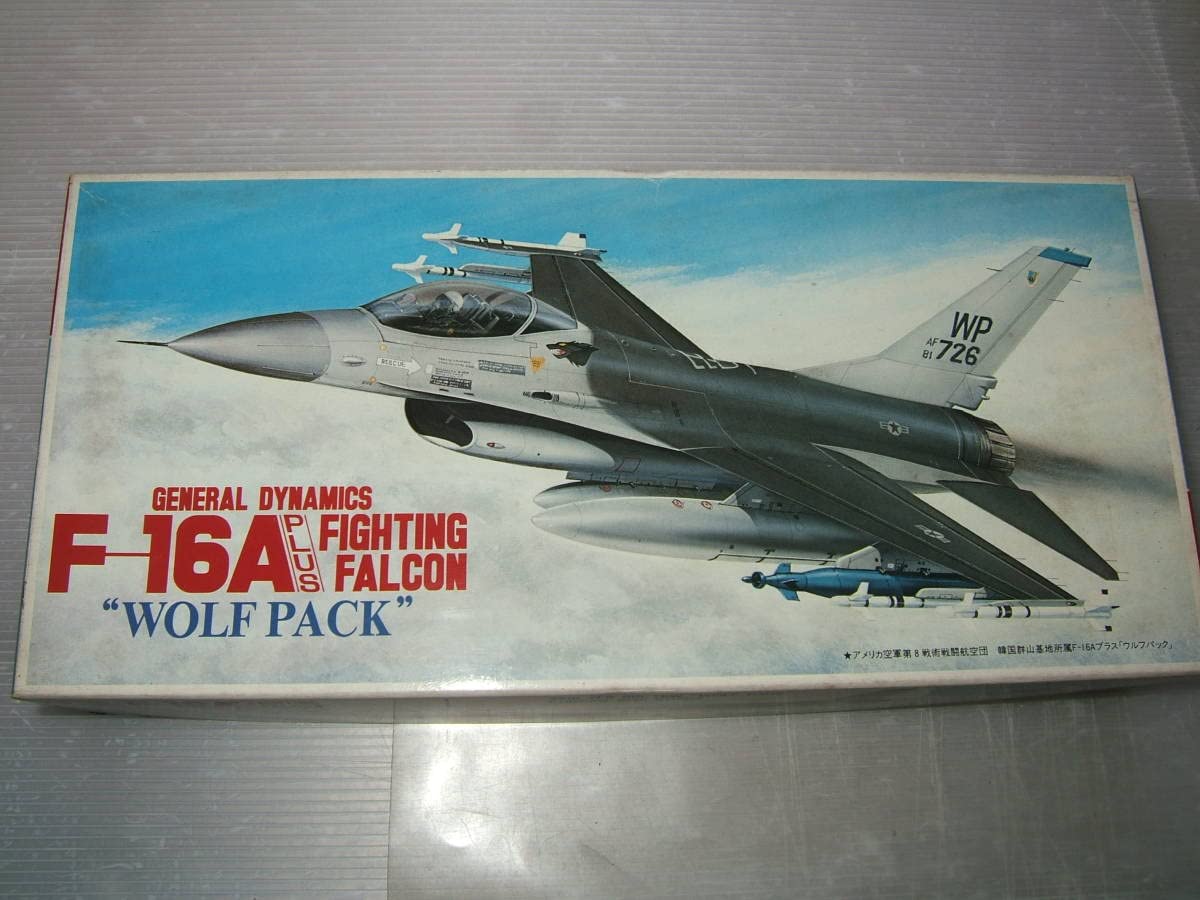 WP
AF
81 726
RESCUE
GENERAL DYNAMICS
F-16A PLUS FIGHTING FALCON
“WOLF PACK”
★アメリカ空軍第8戦術戦闘航空団 韓国群山基地所属F-16Aプラス「ワルフパック」